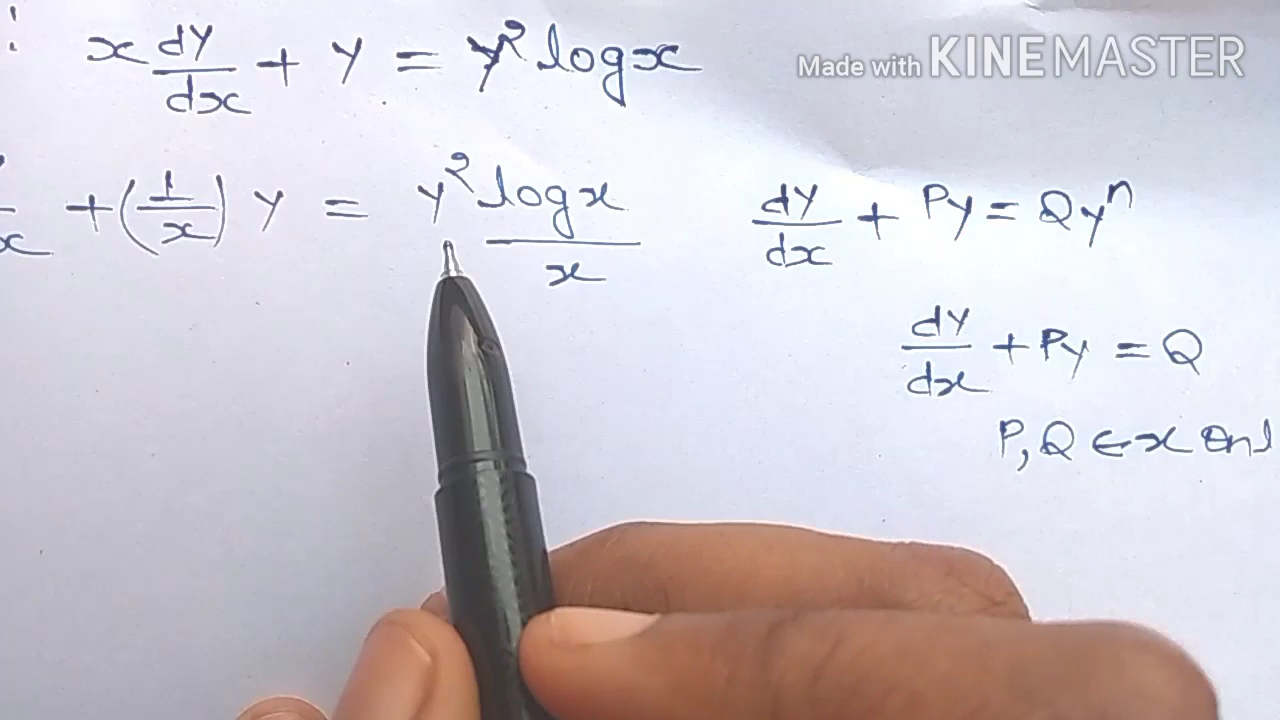 x dy/dx + y = y² log x
Made with KINEMASTER
+ (1/x) y = y² log x / x
dy/dx + Py = Qyⁿ
dy/dx + Py = Q
P, Q ∈ x